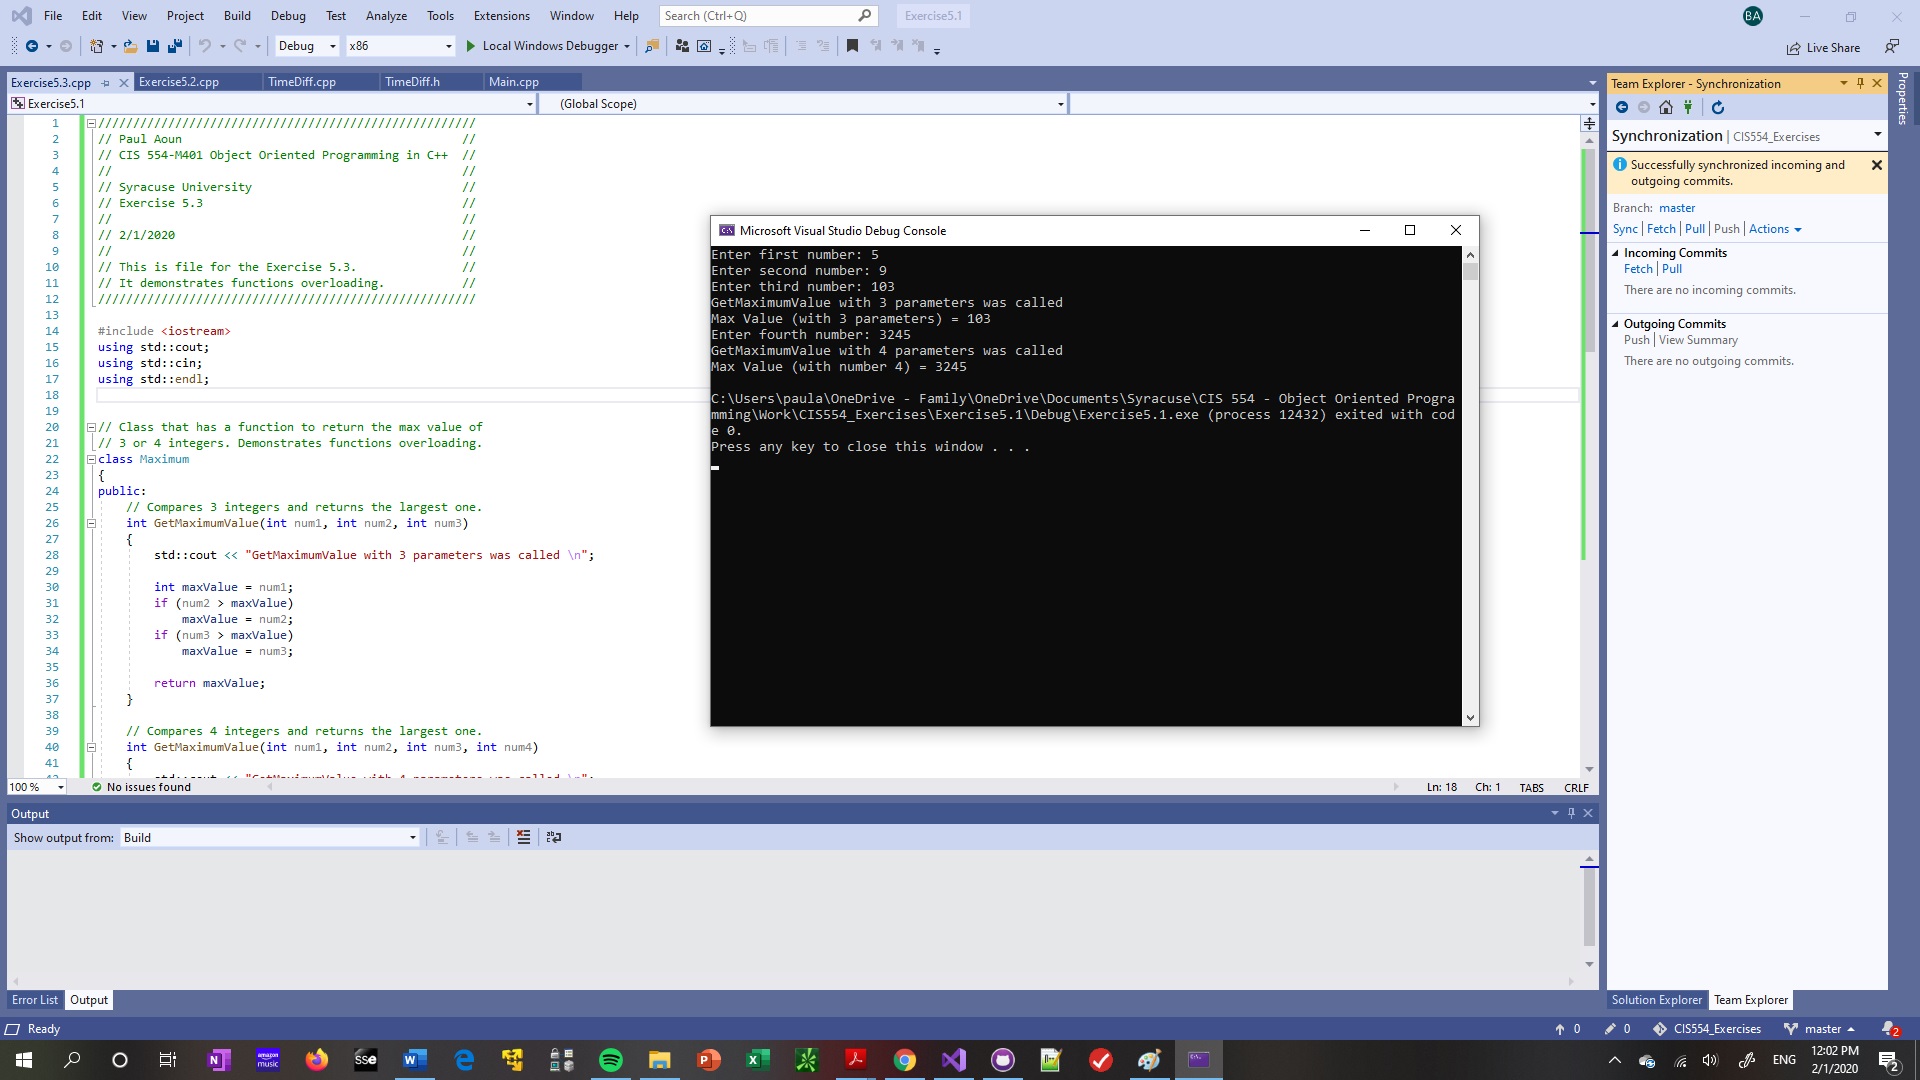 File Edit View Project Build Debug Test Analyze Tools Extensions Window Help Search (Ctrl+Q) Exercise5.1 BA
Debug x86 Local Windows Debugger Live Share
Exercise5.3.cpp Exercise5.2.cpp TimeDiff.cpp TimeDiff.h Main.cpp
Exercise5.1 (Global Scope)
1 //////////////////////////////////////////////////////
2 // Paul Aoun //
3 // CIS 554-M401 Object Oriented Programming in C++ //
4 // //
5 // Syracuse University //
6 // Exercise 5.3 //
7 // //
8 // 2/1/2020 //
9 // //
10 // This is file for the Exercise 5.3. //
11 // It demonstrates functions overloading. //
12 //////////////////////////////////////////////////////
13
14 #include <iostream>
15 using std::cout;
16 using std::cin;
17 using std::endl;
18
19
20 // Class that has a function to return the max value of
21 // 3 or 4 integers. Demonstrates functions overloading.
22 class Maximum
23 {
24 public:
25 // Compares 3 integers and returns the largest one.
26 int GetMaximumValue(int num1, int num2, int num3)
27 {
28 std::cout << "GetMaximumValue with 3 parameters was called \n";
29
30 int maxValue = num1;
31 if (num2 > maxValue)
32 maxValue = num2;
33 if (num3 > maxValue)
34 maxValue = num3;
35
36 return maxValue;
37 }
38
39 // Compares 4 integers and returns the largest one.
40 int GetMaximumValue(int num1, int num2, int num3, int num4)
41 {
42 std::cout << "GetMaximumValue with 4 parameters was called \n";
100 % No issues found Ln: 18 Ch: 1 TABS CRLF
Microsoft Visual Studio Debug Console
Enter first number: 5
Enter second number: 9
Enter third number: 103
GetMaximumValue with 3 parameters was called
Max Value (with 3 parameters) = 103
Enter fourth number: 3245
GetMaximumValue with 4 parameters was called
Max Value (with number 4) = 3245
C:\Users\paula\OneDrive - Family\OneDrive\Documents\Syracuse\CIS 554 - Object Oriented Progra
mming\Work\CIS554_Exercises\Exercise5.1\Debug\Exercise5.1.exe (process 12432) exited with cod
e 0.
Press any key to close this window . . .
Team Explorer - Synchronization
Synchronization | CIS554_Exercises
Successfully synchronized incoming and
outgoing commits.
Branch: master
Sync | Fetch | Pull | Push | Actions
Incoming Commits
Fetch | Pull
There are no incoming commits.
Outgoing Commits
Push | View Summary
There are no outgoing commits.
Properties
Output
Show output from: Build
Error List Output
Solution Explorer Team Explorer
Ready 0 0 CIS554_Exercises master 2
N amazon music SSe W P X ENG 12:02 PM 2
2/1/2020